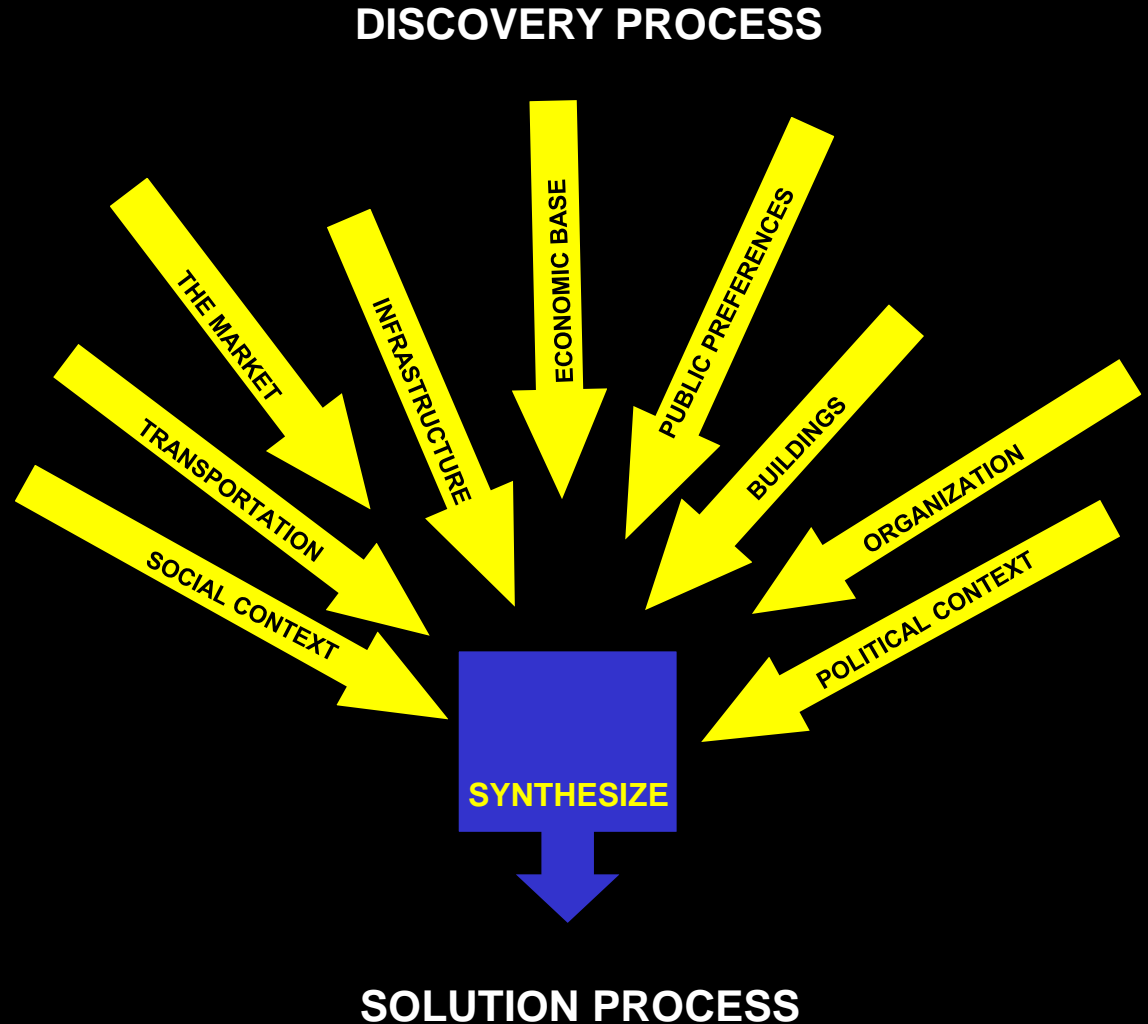 DISCOVERY PROCESS
THE MARKET
INFRASTRUCTURE
ECONOMIC BASE
PUBLIC PREFERENCES
BUILDINGS
TRANSPORTATION
ORGANIZATION
SOCIAL CONTEXT
POLITICAL CONTEXT
SYNTHESIZE
SOLUTION PROCESS